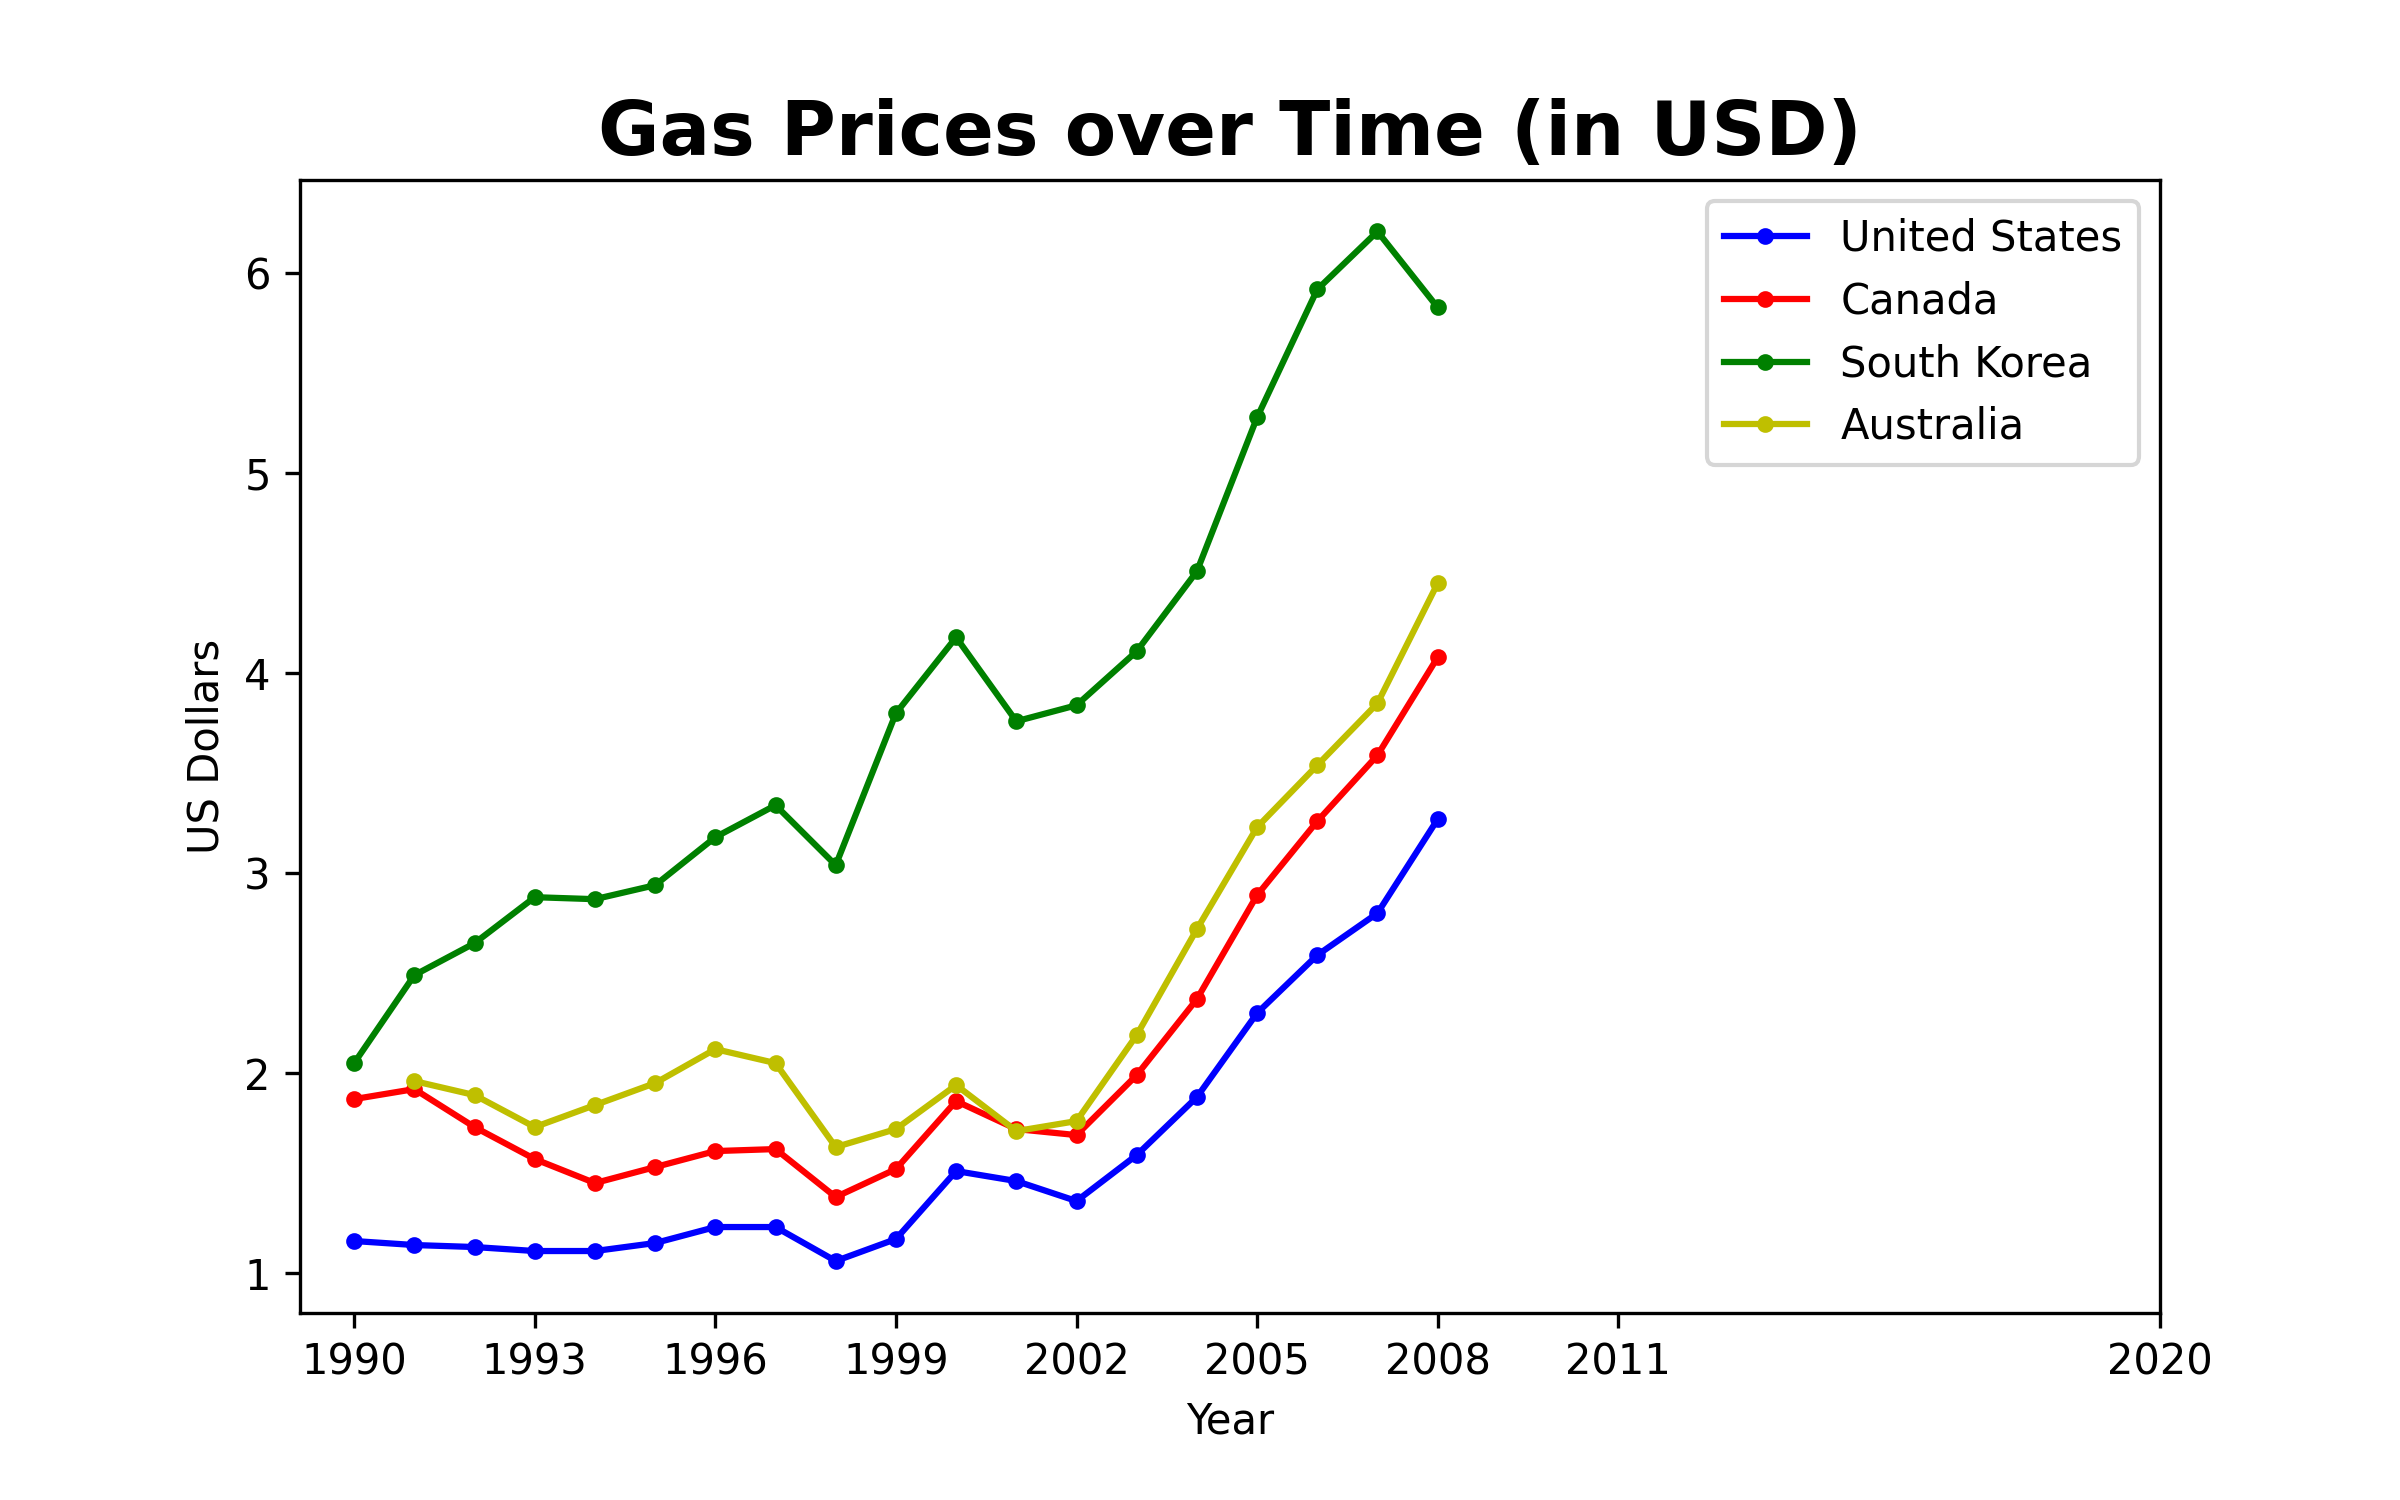 Gas Prices over Time (in USD)
United States
Canada
South Korea
Australia
6
5
4
3
2
1
US Dollars
1990 1993 1996 1999 2002 2005 2008 2011 2020
Year